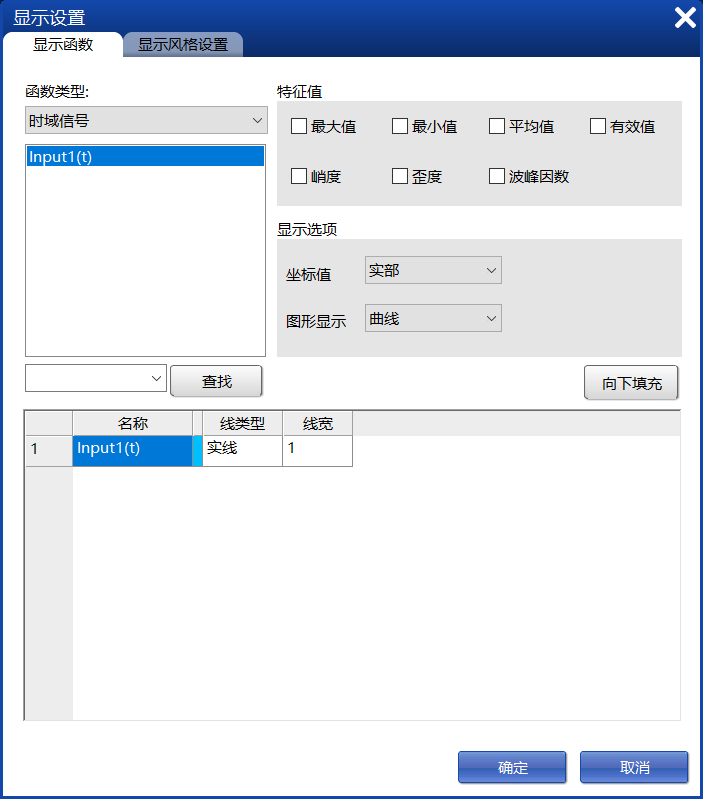 显示设置
显示函数 显示风格设置
函数类型:
时域信号
Input1(t)
特征值
最大值 最小值 平均值 有效值
峭度 歪度 波峰因数
显示选项
坐标值 实部
图形显示 曲线
查找 向下填充
名称 线类型 线宽
1 Input1(t) 实线 1
确定 取消